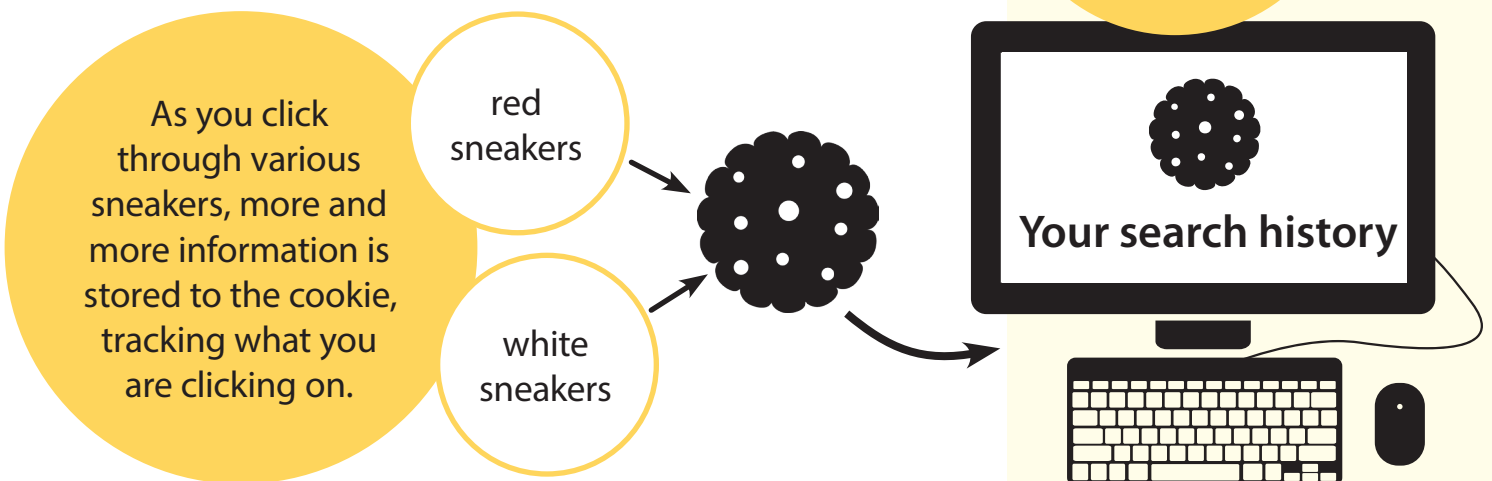 As you click
through various
sneakers, more and
more information is
stored to the cookie,
tracking what you
are clicking on.
red
sneakers
white
sneakers
Your search history